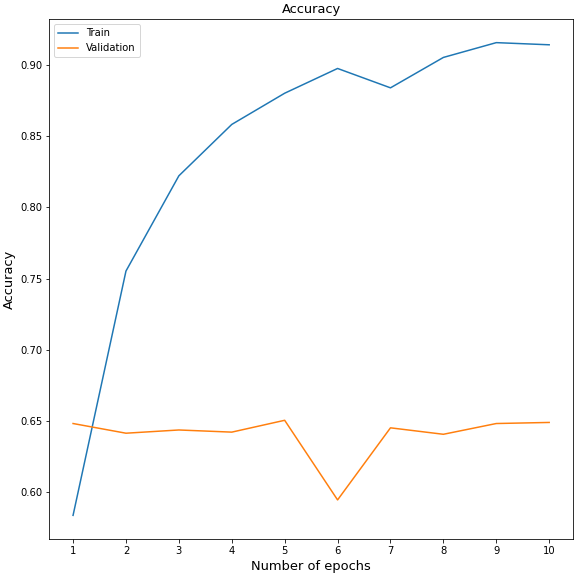 Accuracy
Train
Validation
0.90
0.85
0.80
0.75
0.70
0.65
0.60
Accuracy
1 2 3 4 5 6 7 8 9 10
Number of epochs